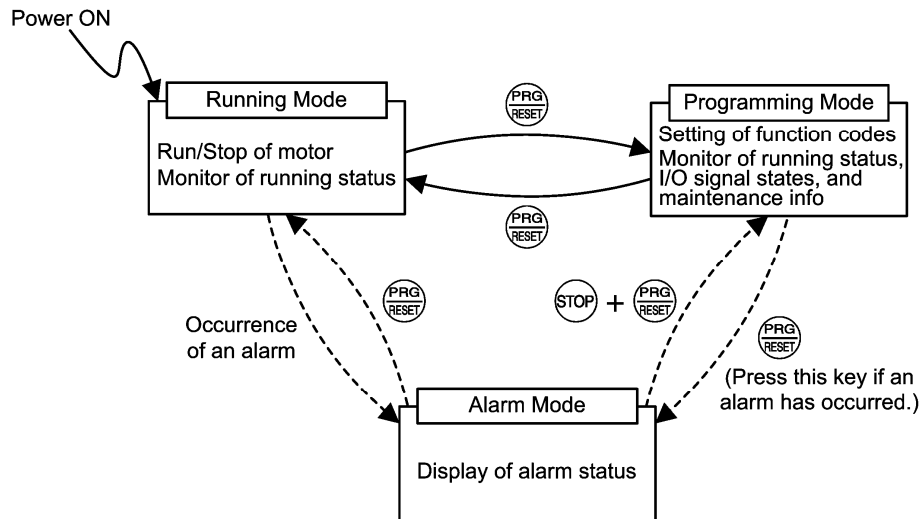 Power ON
Running Mode
Run/Stop of motor
Monitor of running status
PRG
RESET
PRG
RESET
Programming Mode
Setting of function codes
Monitor of running status,
I/O signal states, and
maintenance info
Occurrence
of an alarm
PRG
RESET
STOP + PRG
RESET
PRG
RESET
(Press this key if an
alarm has occurred.)
Alarm Mode
Display of alarm status